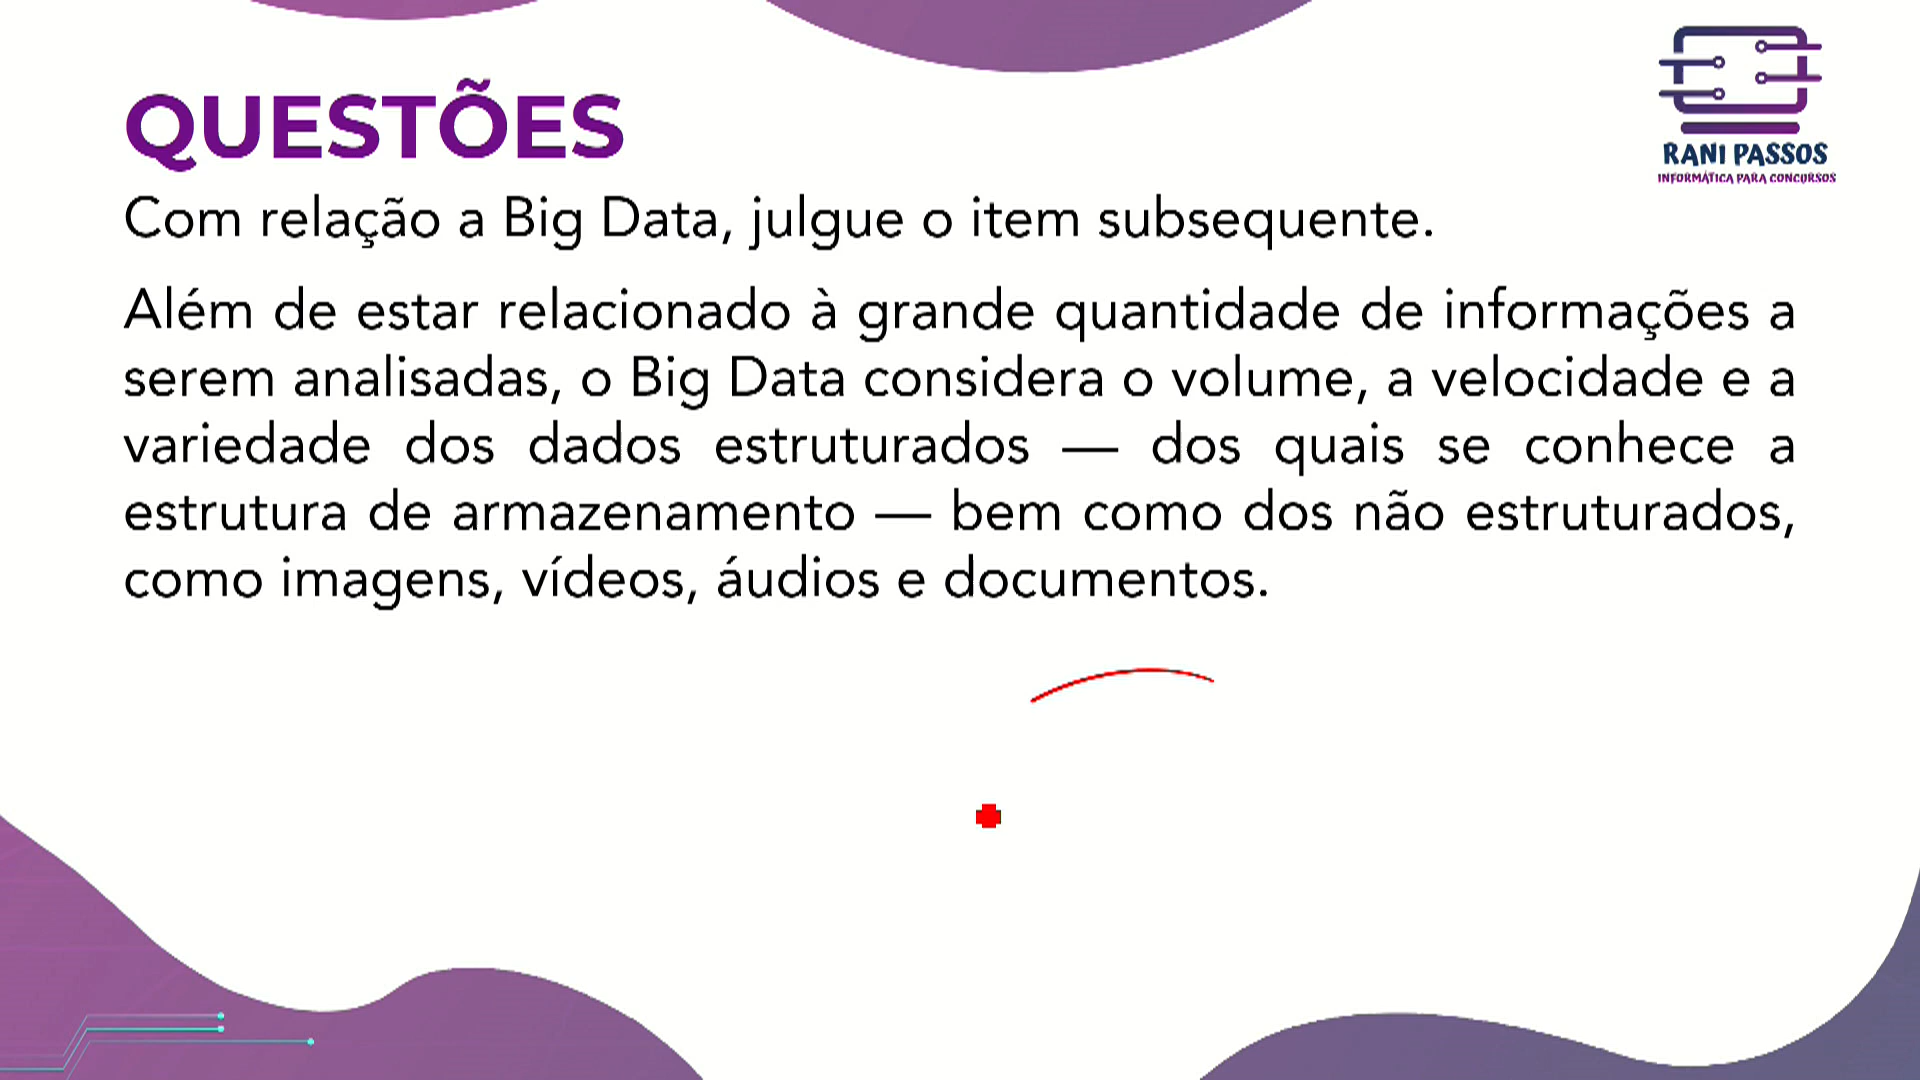 QUESTÕES
RANI PASSOS
INFORMÁTICA PARA CONCURSOS
Com relação a Big Data, julgue o item subsequente.
Além de estar relacionado à grande quantidade de informações a
serem analisadas, o Big Data considera o volume, a velocidade e a
variedade dos dados estruturados — dos quais se conhece a
estrutura de armazenamento — bem como dos não estruturados,
como imagens, vídeos, áudios e documentos.